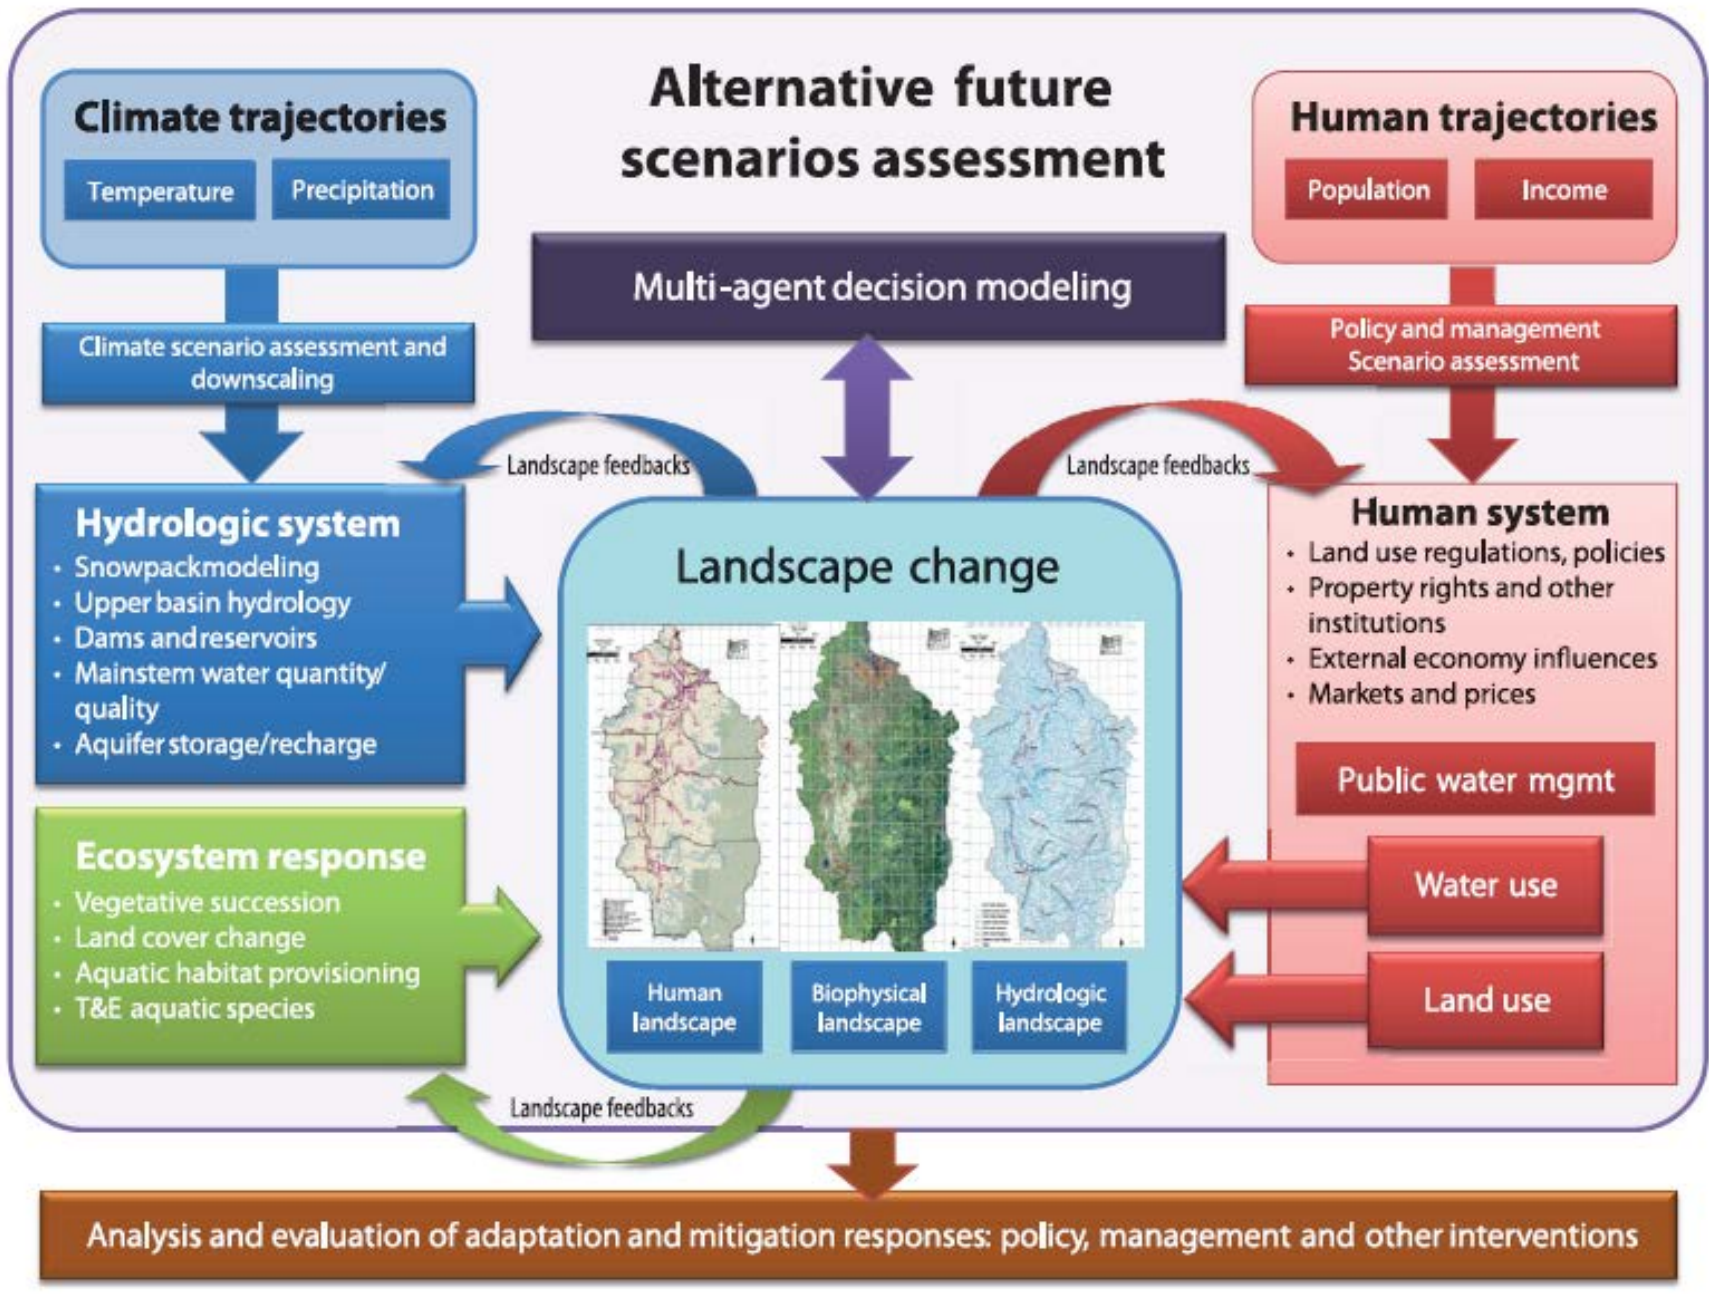 Alternative future
scenarios assessment
Climate trajectories
Temperature
Precipitation
Human trajectories
Population
Income
Multi-agent decision modeling
Climate scenario assessment and
downscaling
Policy and management
Scenario assessment
Landscape feedbacks
Landscape feedbacks
Hydrologic system
• Snowpackmodeling
• Upper basin hydrology
• Dams and reservoirs
• Mainstem water quantity/
quality
• Aquifer storage/recharge
Landscape change
Human
landscape
Biophysical
landscape
Hydrologic
landscape
Human system
• Land use regulations, policies
• Property rights and other
institutions
• External economy influences
• Markets and prices
Public water mgmt
Water use
Land use
Ecosystem response
• Vegetative succession
• Land cover change
• Aquatic habitat provisioning
• T&E aquatic species
Landscape feedbacks
Analysis and evaluation of adaptation and mitigation responses: policy, management and other interventions